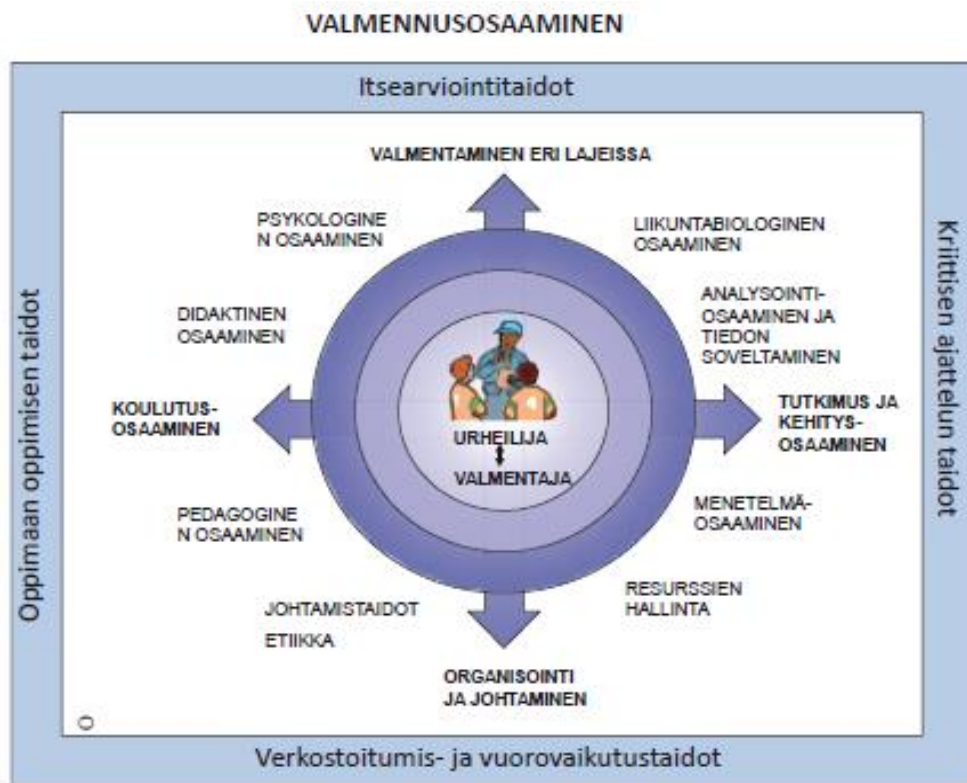 VALMENNUSOSAAMINEN
Itsearviointitaidot
VALMENTAMINEN ERI LAJEISSA
PSYKOLOGINE
N OSAAMINEN
LIIKUNTABIOLOGINEN
OSAAMINEN
DIDAKTINEN
OSAAMINEN
ANALYSOINTI-
OSAAMINEN JA
TIEDON
SOVELTAMINEN
Oppimaan oppimisen taidot
Kriittisen ajattelun taidot
KOULUTUS-
OSAAMINEN
URHEILIJA
VALMENTAJA
TUTKIMUS JA
KEHITYS-
OSAAMINEN
PEDAGOGINE
N OSAAMINEN
MENETELMÄ-
OSAAMINEN
JOHTAMISTAIDOT
ETIIKKA
RESURSSIEN
HALLINTA
ORGANISOINTI
JA JOHTAMINEN
Verkostoitumis- ja vuorovaikutustaidot